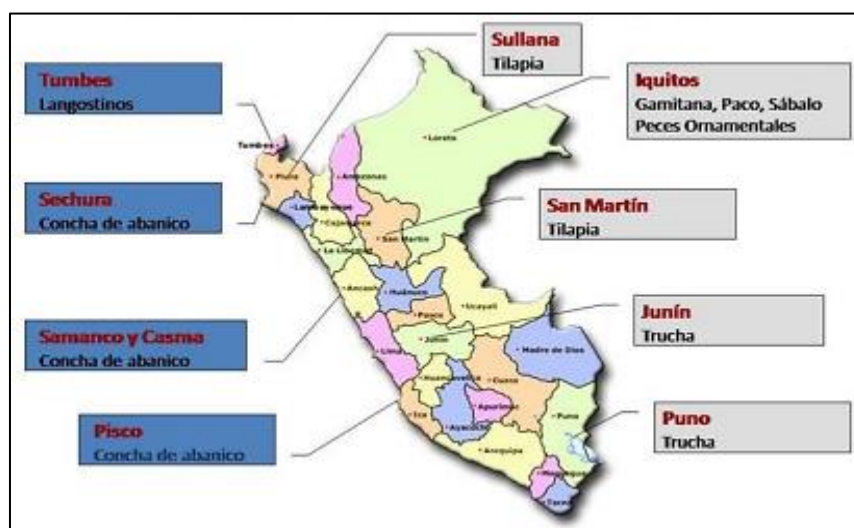 Sullana
Tilapia
Tumbes
Langostinos
Iquitos
Gamitana, Paco, Sábalo
Peces Ornamentales
Sechura
Concha de abanico
San Martín
Tilapia
Samanco y Casma
Concha de abanico
Junín
Trucha
Pisco
Concha de abanico
Puno
Trucha
Tumbes
Loreto
Piura
Amazonas
Cajamarca
San Martín
La Libertad
Ancash
Huánuco
Ucayali
Pasco
Junín
Lima
Madre de Dios
Huancavelica
Cusco
Ica
Apurímac
Ayacucho
Puno
Arequipa
Moquegua
Tacna